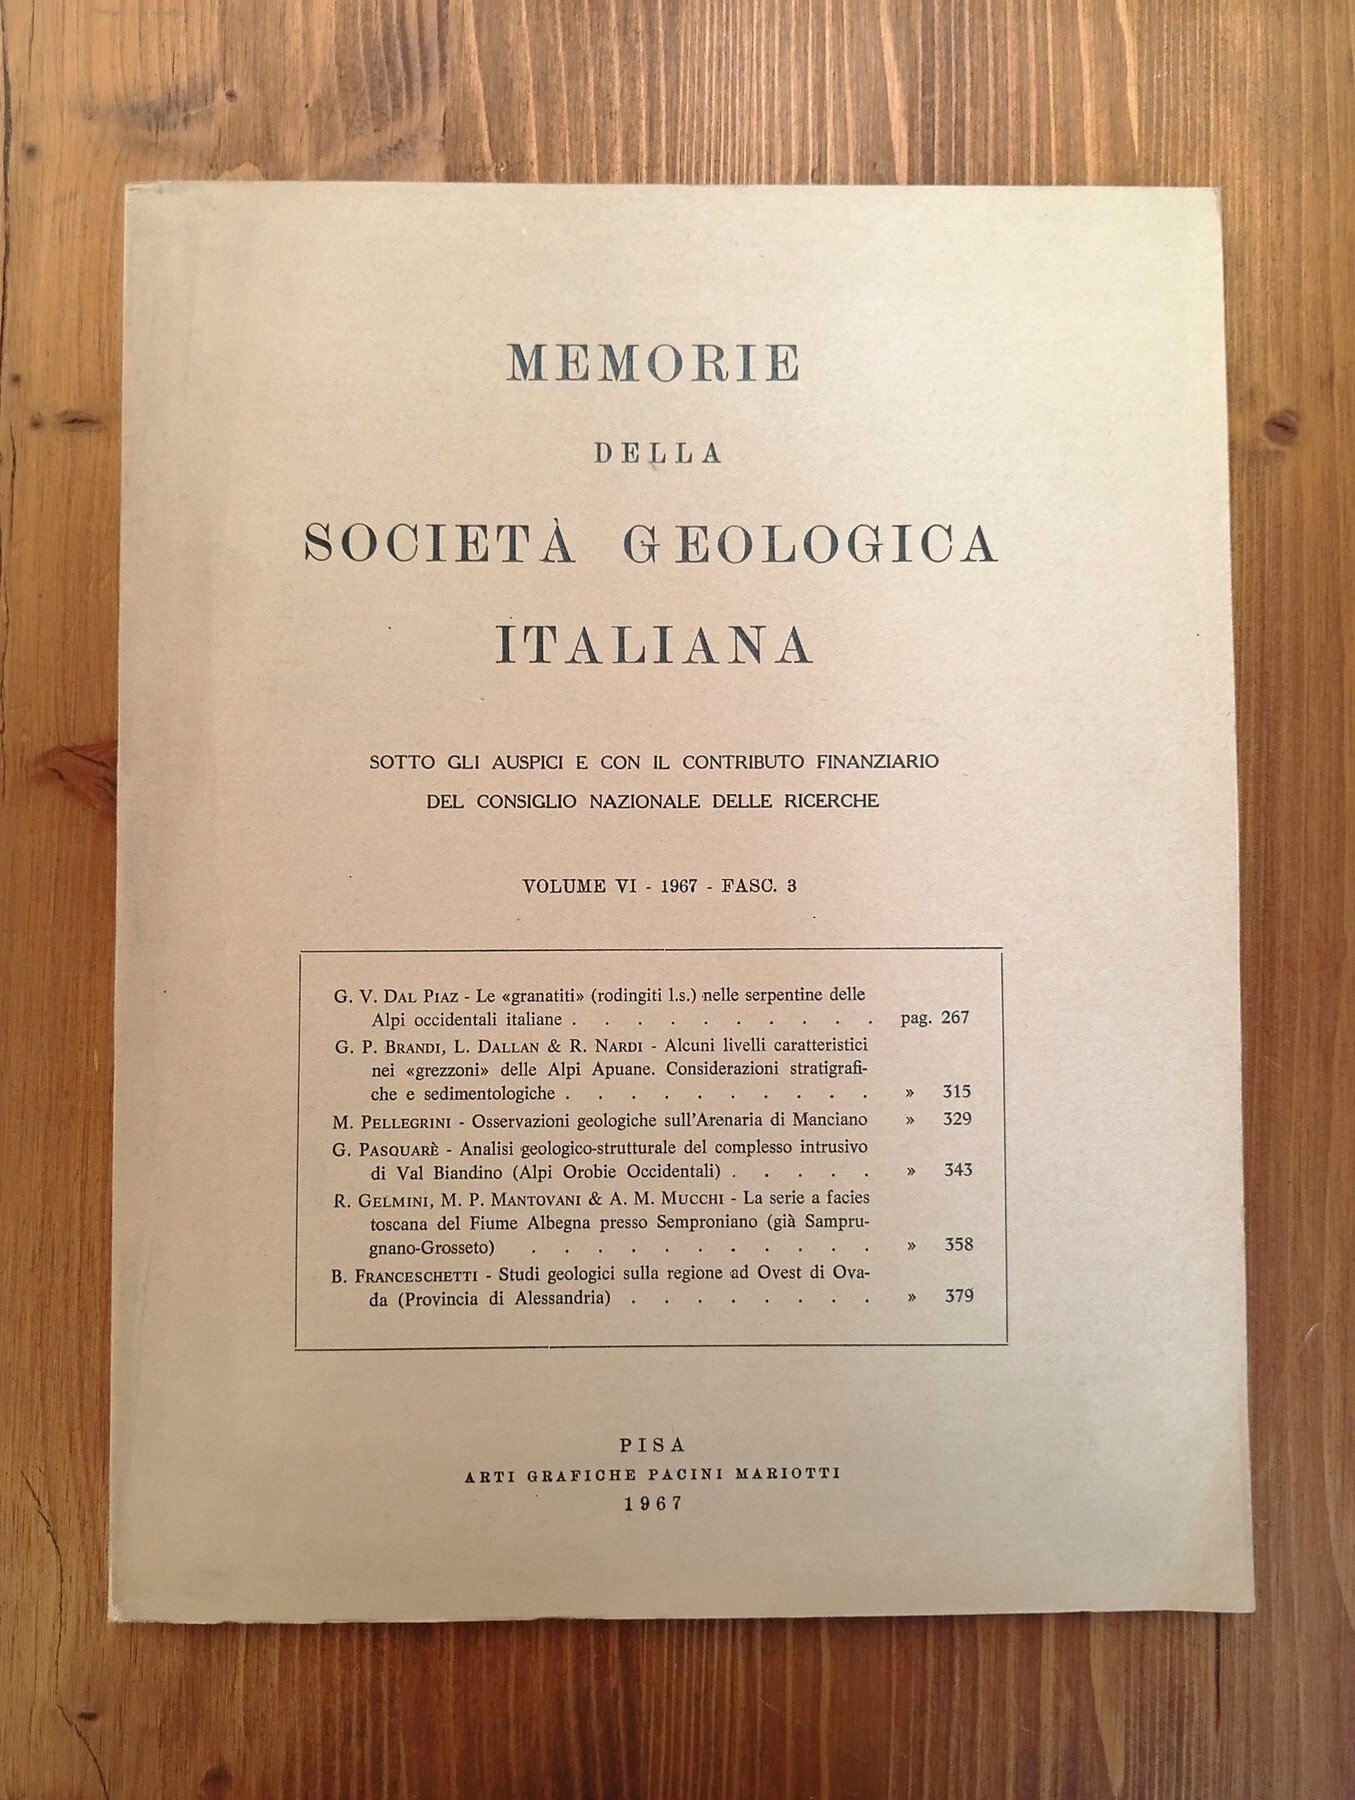 MEMORIE
DELLA
SOCIETÀ GEOLOGICA
ITALIANA
SOTTO GLI AUSPICI E CON IL CONTRIBUTO FINANZIARIO
DEL CONSIGLIO NAZIONALE DELLE RICERCHE
VOLUME VI - 1967 - FASC. 3
G. V. DAL PIAZ - Le «granatiti» (rodingiti l.s.) nelle serpentine delle
Alpi occidentali italiane . . . . . . . . . . pag. 267
G. P. BRANDI, L. DALLAN & R. NARDI - Alcuni livelli caratteristici
nei «grezzoni» delle Alpi Apuane. Considerazioni stratigrafi-
che e sedimentologiche . . . . . . . . . . » 315
M. PELLEGRINI - Osservazioni geologiche sull'Arenaria di Manciano » 329
G. PASQUARÈ - Analisi geologico-strutturale del complesso intrusivo
di Val Biandino (Alpi Orobie Occidentali) . . . . . » 343
R. GELMINI, M. P. MANTOVANI & A. M. MUCCHI - La serie a facies
toscana del Fiume Albegna presso Semproniano (già Sampru-
gnano-Grosseto) . . . . . . . . . . . » 358
B. FRANCESCHETTI - Studi geologici sulla regione ad Ovest di Ova-
da (Provincia di Alessandria) . . . . . . . . » 379
PISA
ARTI GRAFICHE PACINI MARIOTTI
1967